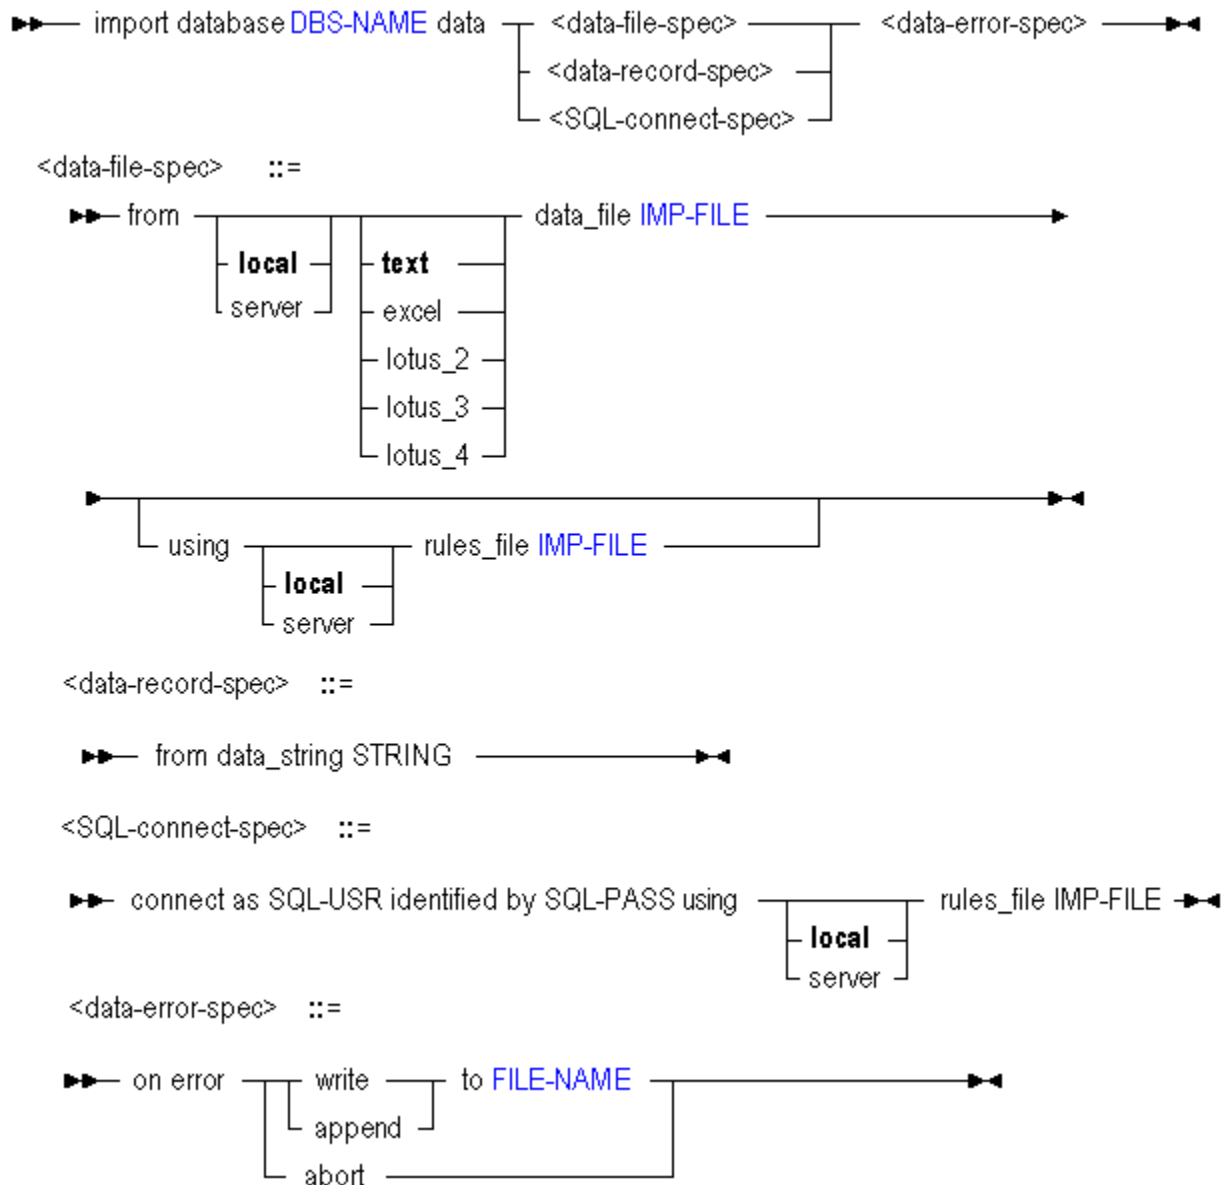 import database DBS-NAME data <data-file-spec> <data-error-spec>
<data-record-spec>
<SQL-connect-spec>
<data-file-spec> ::=
from data_file IMP-FILE
local text
server excel
lotus_2
lotus_3
lotus_4
using rules_file IMP-FILE
local
server
<data-record-spec> ::=
from data_string STRING
<SQL-connect-spec> ::=
connect as SQL-USR identified by SQL-PASS using rules_file IMP-FILE
local
server
<data-error-spec> ::=
on error write to FILE-NAME
append
abort